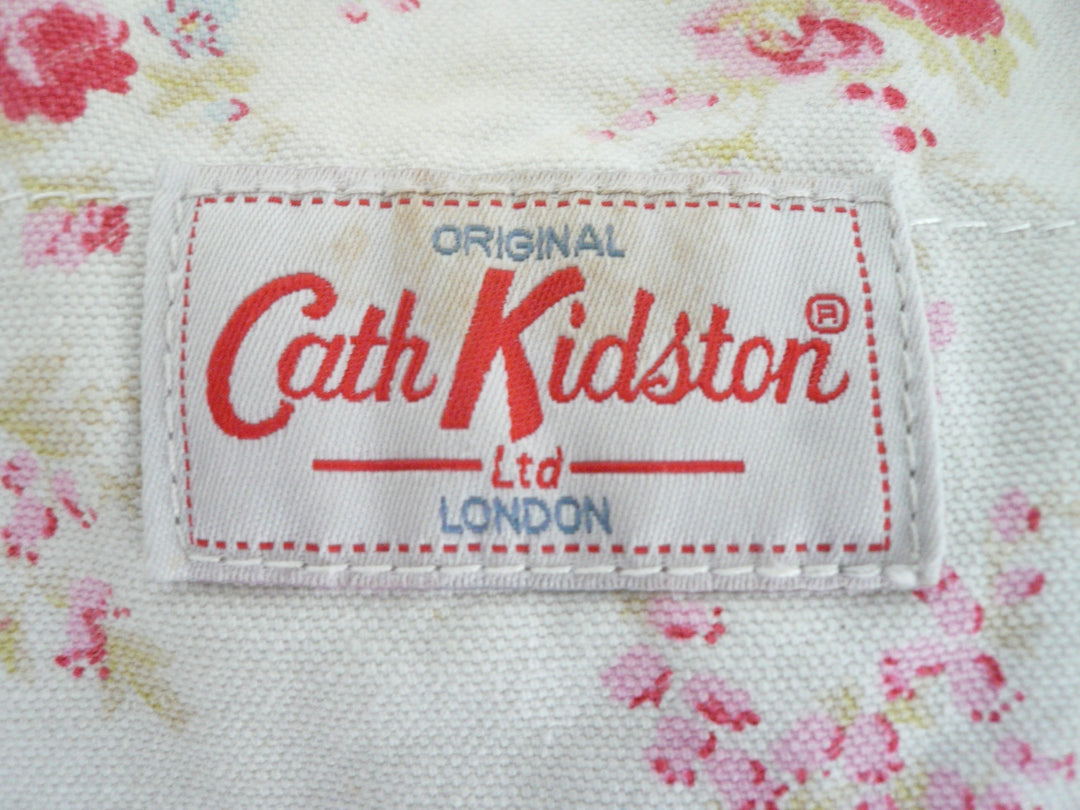 ORIGINAL
Cath Kidston®
Ltd
LONDON